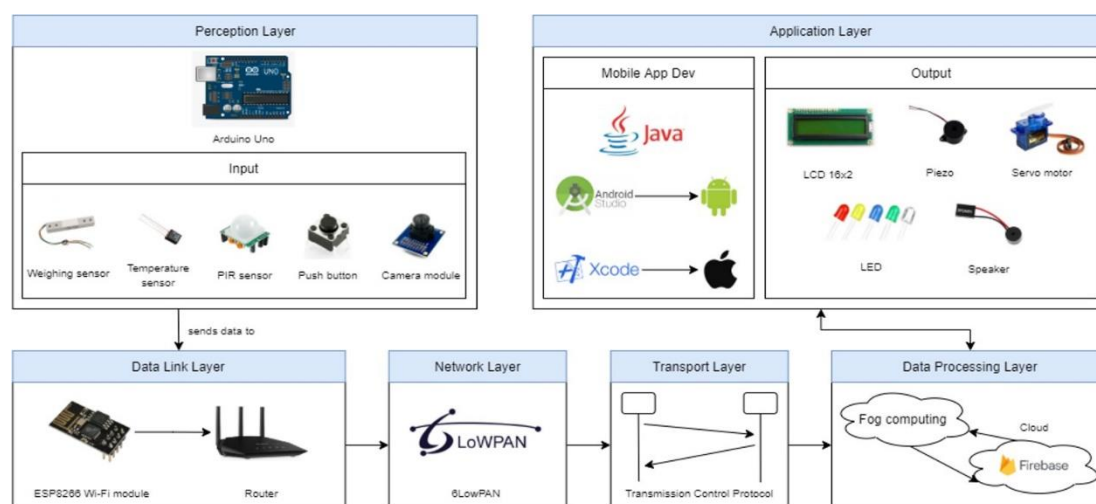 Perception Layer
UNO
Arduino Uno
Input
Weighing sensor
Temperature
sensor
PIR sensor
Push button
Camera module
sends data to
Application Layer
Mobile App Dev
Java
Android
Studio
Xcode
Output
LCD 16x2
Piezo
Servo motor
LED
Speaker
Data Link Layer
ESP8266 Wi-Fi module
Router
Network Layer
LoWPAN
6LowPAN
Transport Layer
Transmission Control Protocol
Data Processing Layer
Fog computing
Cloud
Firebase